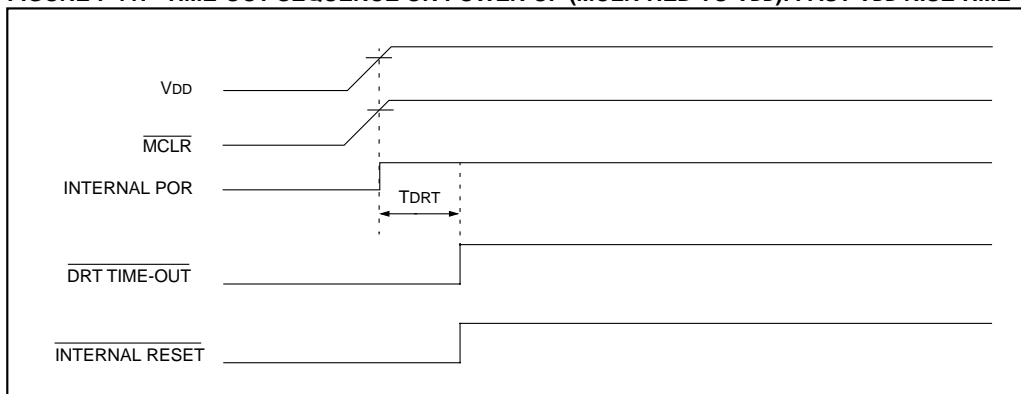 VDD
MCLR
INTERNAL POR
TDRT
DRT TIME-OUT
INTERNAL RESET